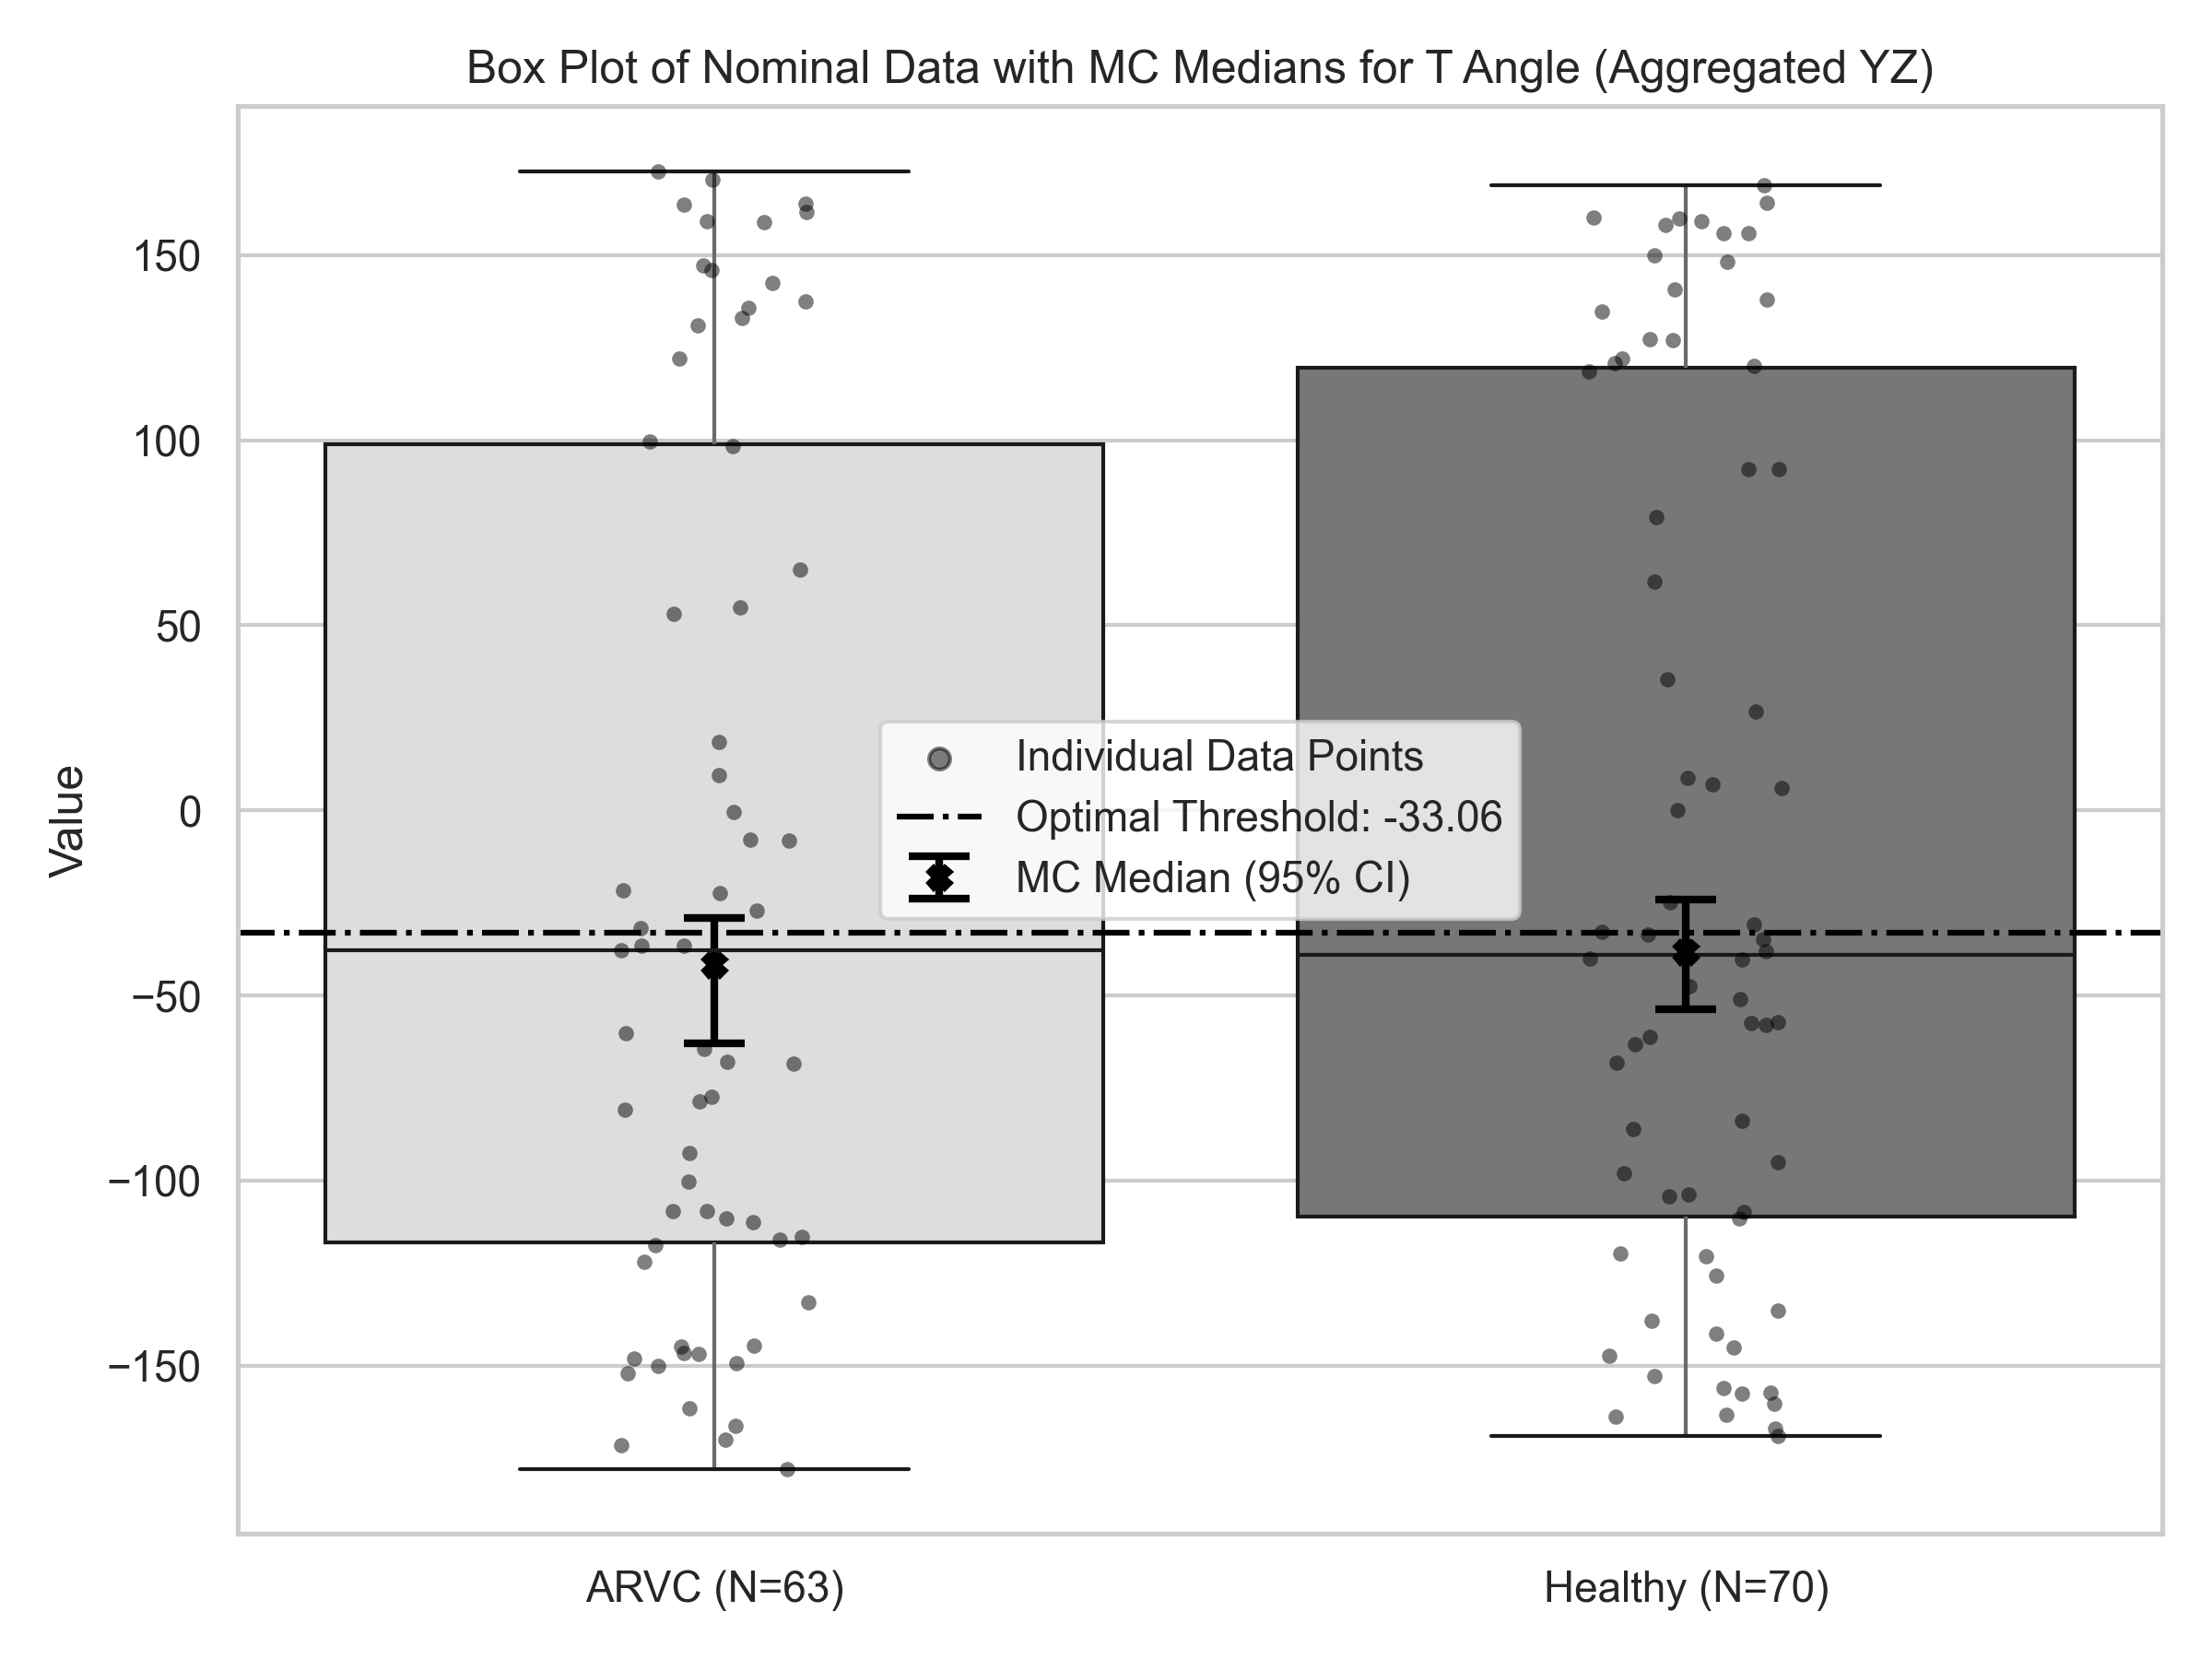 Box Plot of Nominal Data with MC Medians for T Angle (Aggregated YZ)
Value
150
100
50
0
−50
−100
−150
Individual Data Points
Optimal Threshold: -33.06
MC Median (95% CI)
ARVC (N=63)
Healthy (N=70)